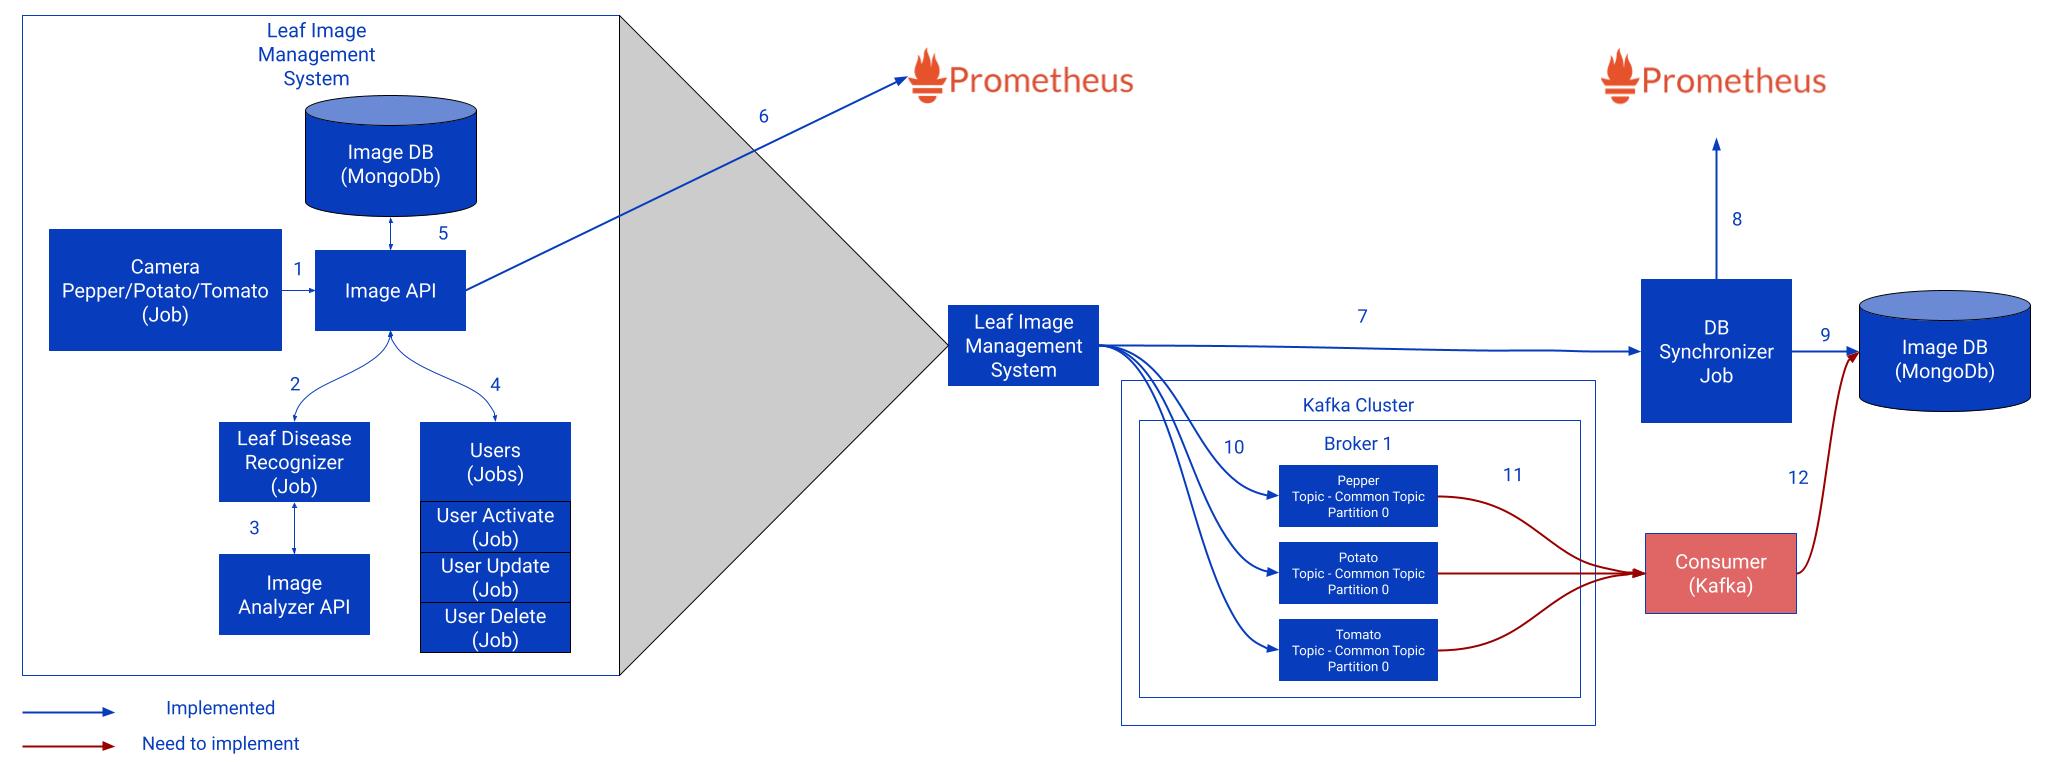 Leaf Image
Management
System
Image DB
(MongoDb)
5
Camera
Pepper/Potato/Tomato
(Job)
1
Image API
2
4
Leaf Disease
Recognizer
(Job)
3
Image
Analyzer API
Users
(Jobs)
User Activate
(Job)
User Update
(Job)
User Delete
(Job)
6
Prometheus
Leaf Image
Management
System
7
Prometheus
8
DB
Synchronizer
Job
9
Image DB
(MongoDb)
Kafka Cluster
Broker 1
10
Pepper
Topic - Common Topic
Partition 0
Potato
Topic - Common Topic
Partition 0
Tomato
Topic - Common Topic
Partition 0
11
Consumer
(Kafka)
12
Implemented
Need to implement